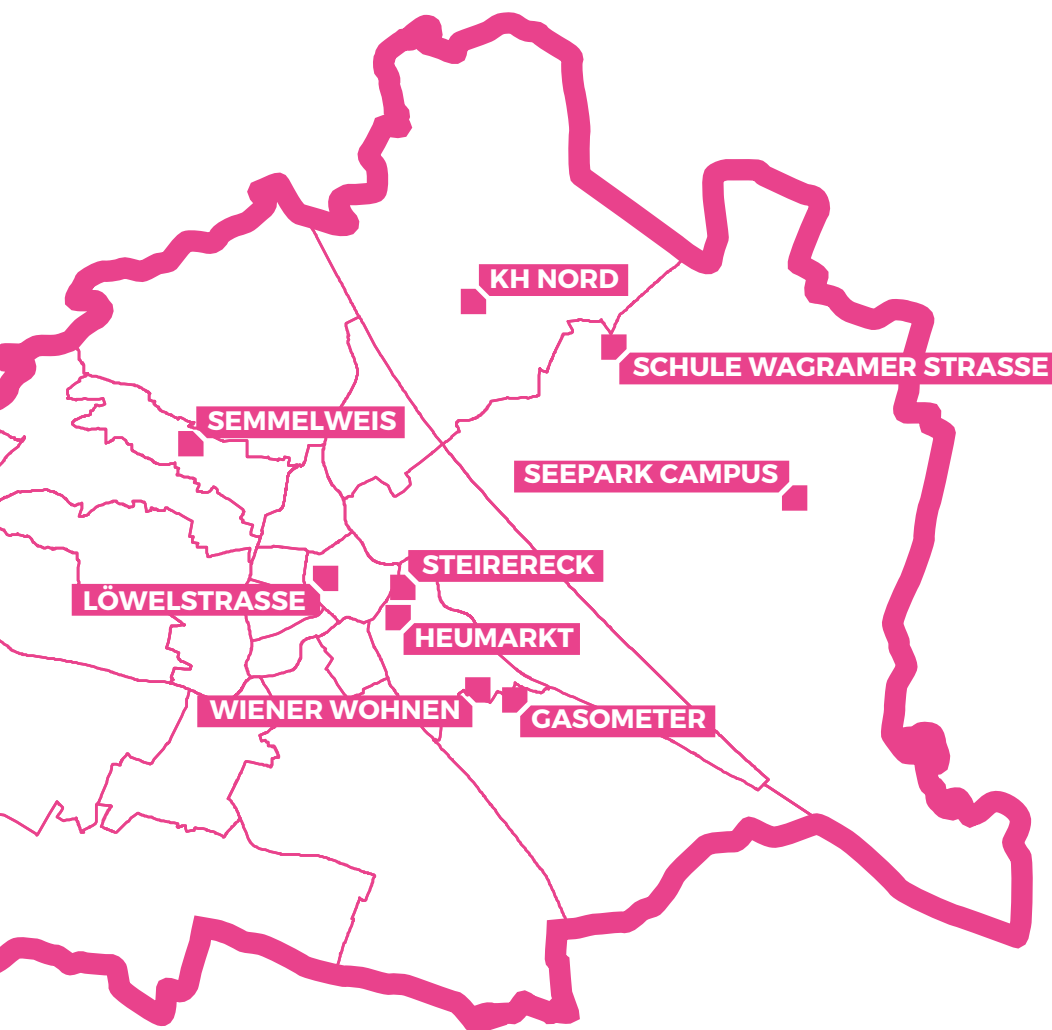 KH NORD
SCHULE WAGRAMER STRASSE
SEMMELWEIS
SEEPARK CAMPUS
STEIRERECK
LÖWELSTRASSE
HEUMARKT
WIENER WOHNEN
GASOMETER